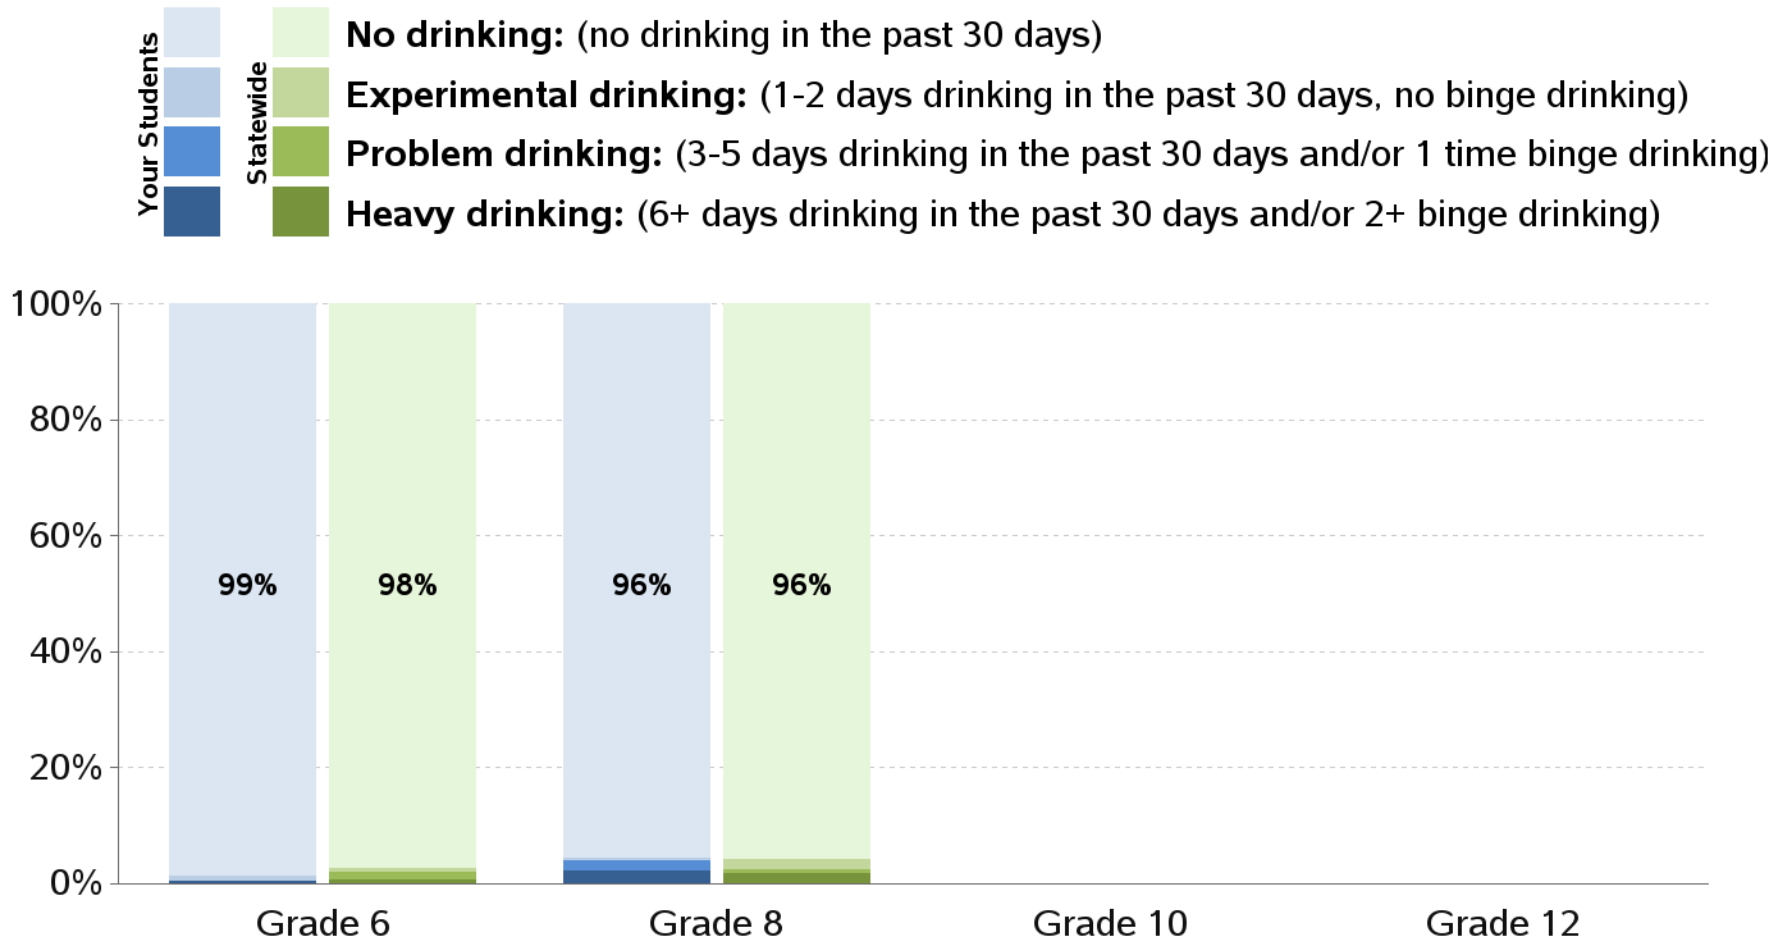 Your Students
Statewide
No drinking: (no drinking in the past 30 days)
Experimental drinking: (1-2 days drinking in the past 30 days, no binge drinking)
Problem drinking: (3-5 days drinking in the past 30 days and/or 1 time binge drinking)
Heavy drinking: (6+ days drinking in the past 30 days and/or 2+ binge drinking)
100%
80%
60%
99% 98% 96% 96%
40%
20%
0%
Grade 6 Grade 8 Grade 10 Grade 12